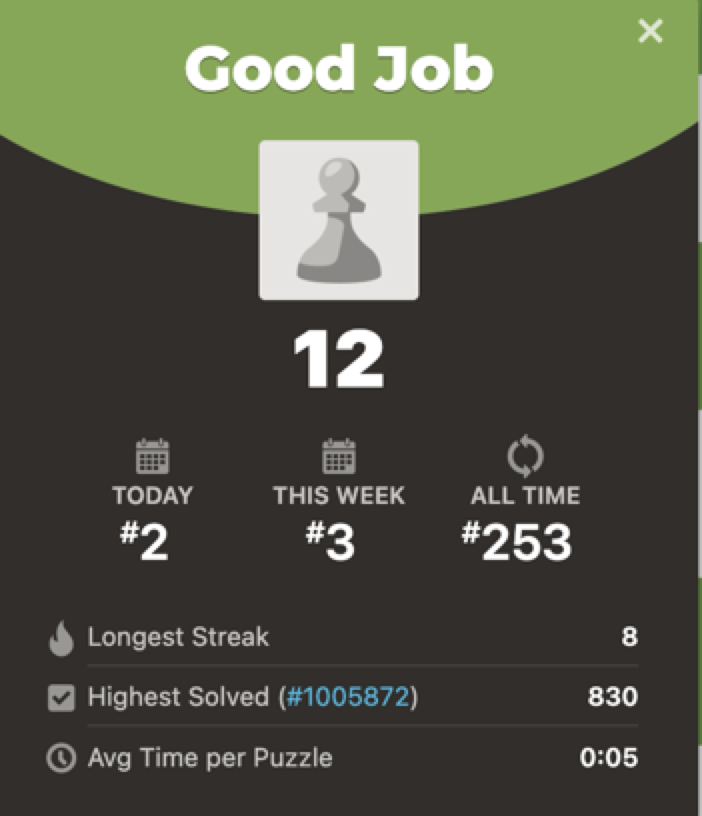 Good Job
12
TODAY THIS WEEK ALL TIME
#2 #3 #253
Longest Streak 8
Highest Solved (#1005872) 830
Avg Time per Puzzle 0:05